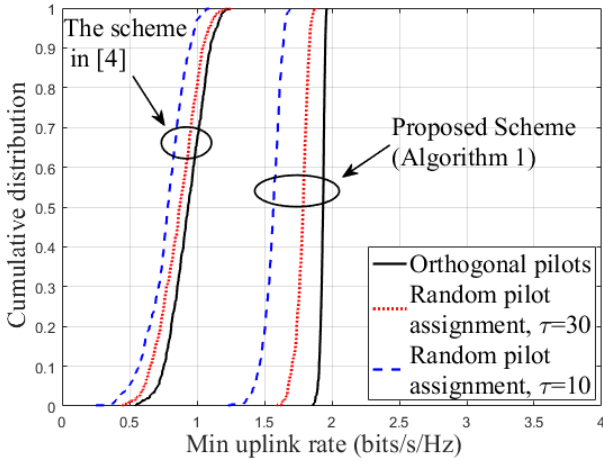 1
0.9
0.8
0.7
0.6
0.5
0.4
0.3
0.2
0.1
0
Cumulative distribution
The scheme
in [4]
Proposed Scheme
(Algorithm 1)
Orthogonal pilots
Random pilot
assignment, τ=30
Random pilot
assignment, τ=10
0 0.5 1 1.5 2 2.5 3 3.5 4
Min uplink rate (bits/s/Hz)